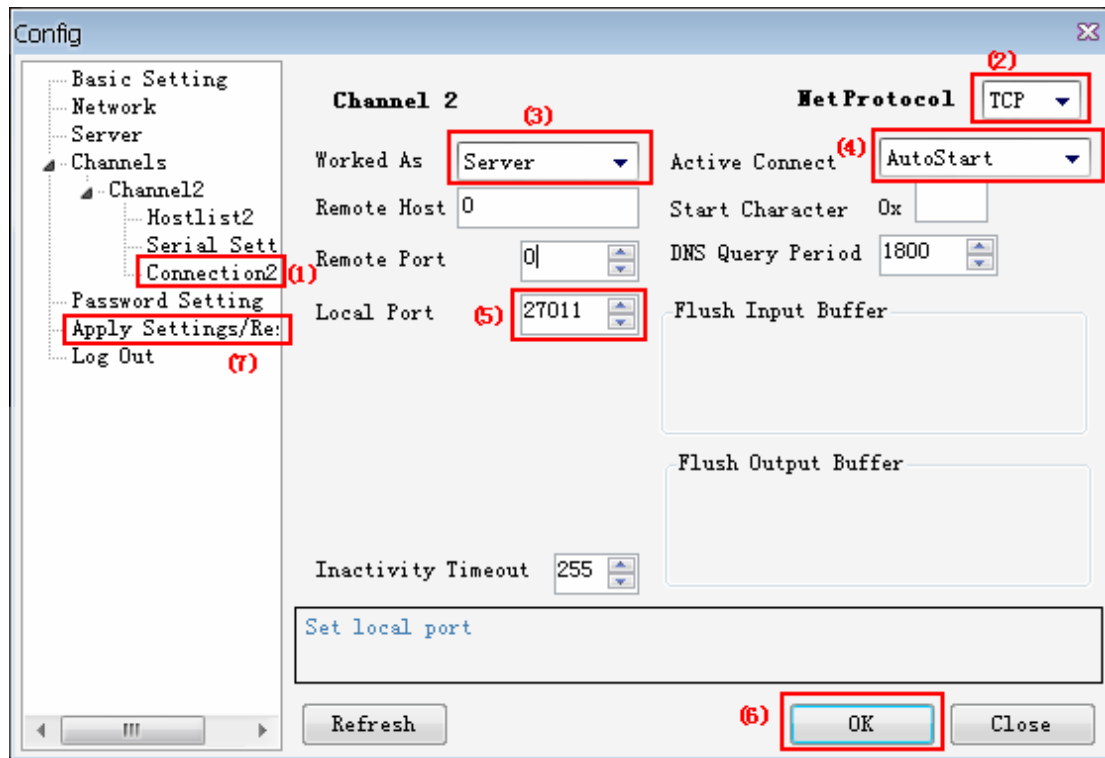 Config
Basic Setting
Network
Server
Channels
Channel2
Hostlist2
Serial Sett
Connection2 (1)
Password Setting
Apply Settings/Re
(7)
Log Out
Channel 2
NetProtocol TCP
(2)
Worked As Server
(3)
Active Connect (4) AutoStart
Remote Host 0
Start Character 0x
Remote Port 0
DNS Query Period 1800
Local Port (5) 27011
Flush Input Buffer
Flush Output Buffer
Inactivity Timeout 255
Set local port
Refresh
(6) OK
Close